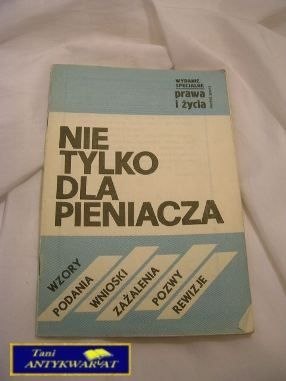 WYDANIE
SPECJALNE
prawa
i życia
NIE
TYLKO
DLA
PIENIACZA
WZORY
PODANIA
WNIOSKI
ZAŻALENIA
POZWY
REWIZJE
Tani
ANTYKWARIAT